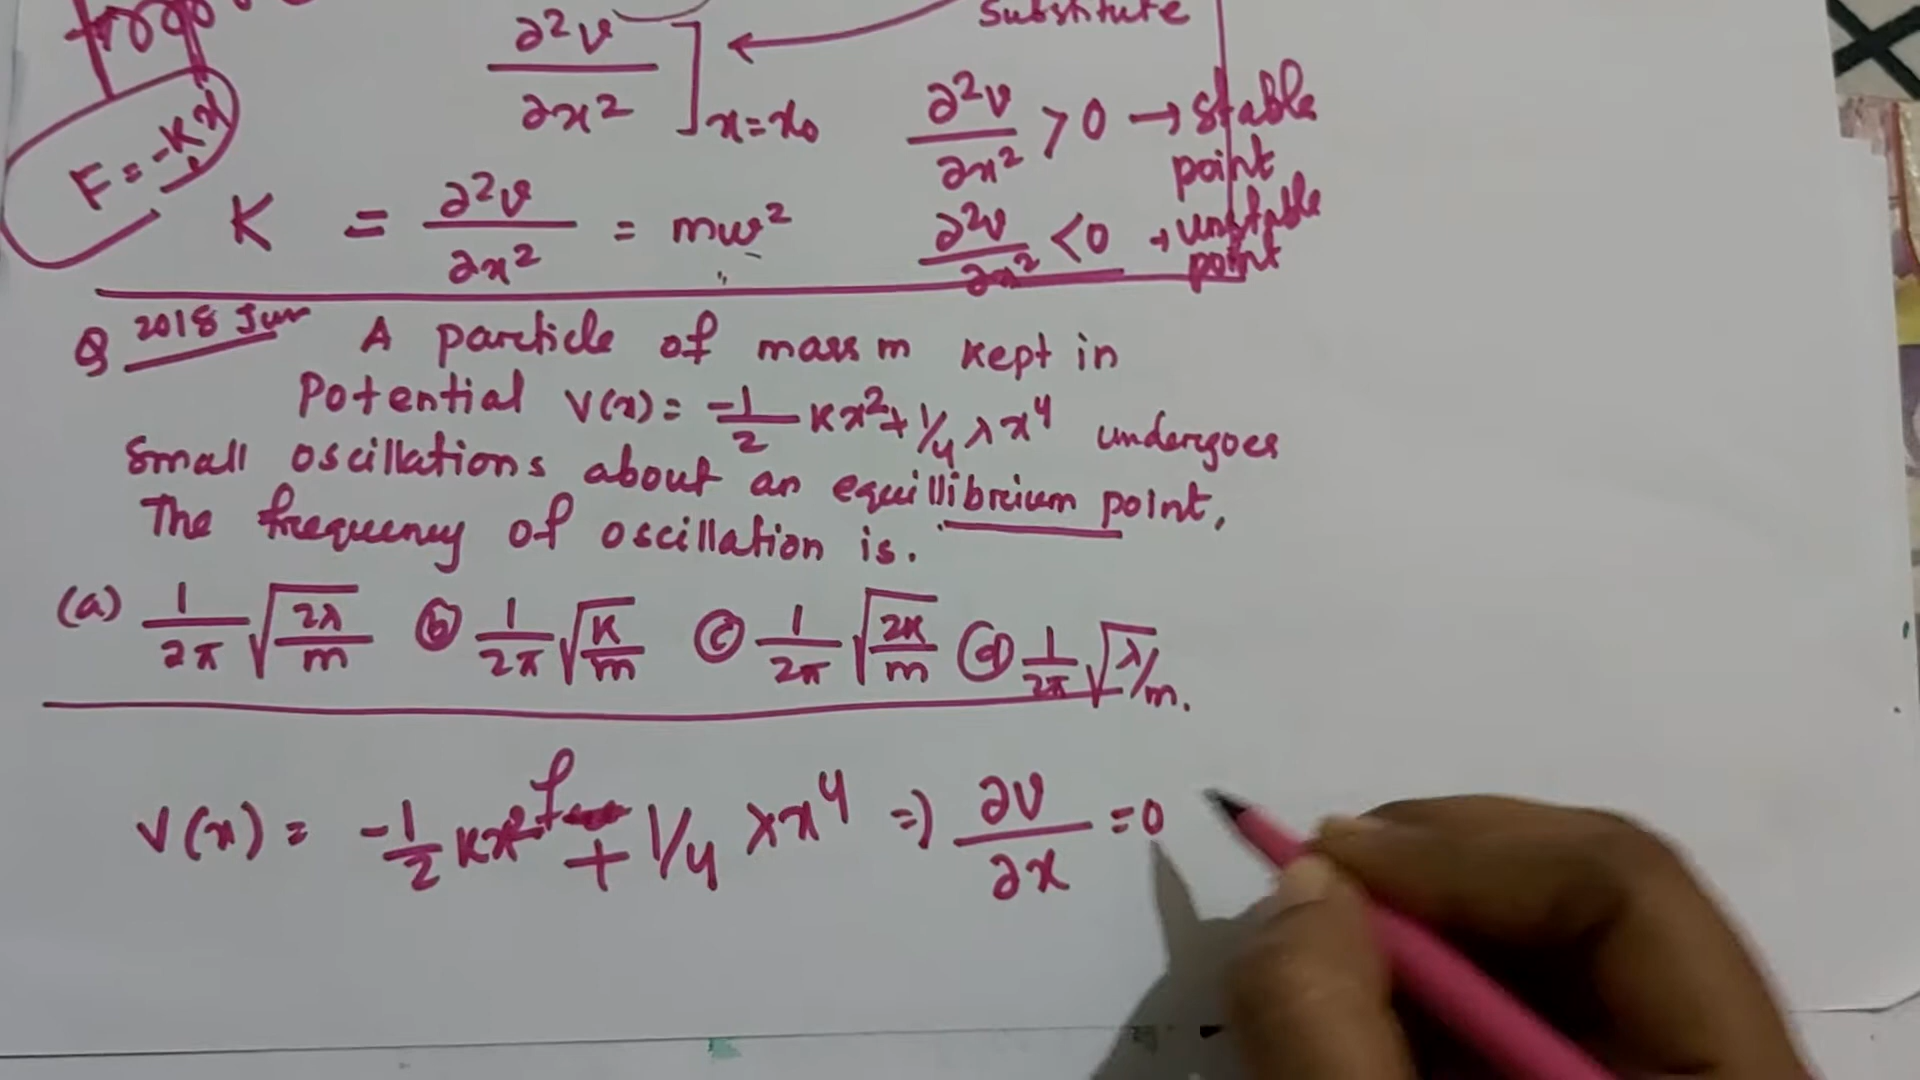 Substitute
∂²v/∂x² ]x=x₀
∂²v/∂x² > 0 → stable point
F = -Kx
K = ∂²v/∂x² = mω²
∂²v/∂x² < 0 → unstable point
Q 2018 Jun A particle of mass m kept in
Potential V(x) = -1/2 Kx² + 1/4 λx⁴ undergoes
Small oscillations about an equillibrium point,
The frequency of oscillation is.
(a) 1/2π √(2λ/m) (b) 1/2π √(K/m) (c) 1/2π √(2K/m) (d) 1/2π √(λ/m).
V(x) = -1/2 Kx² + 1/4 λx⁴ ⇒ ∂V/∂x = 0